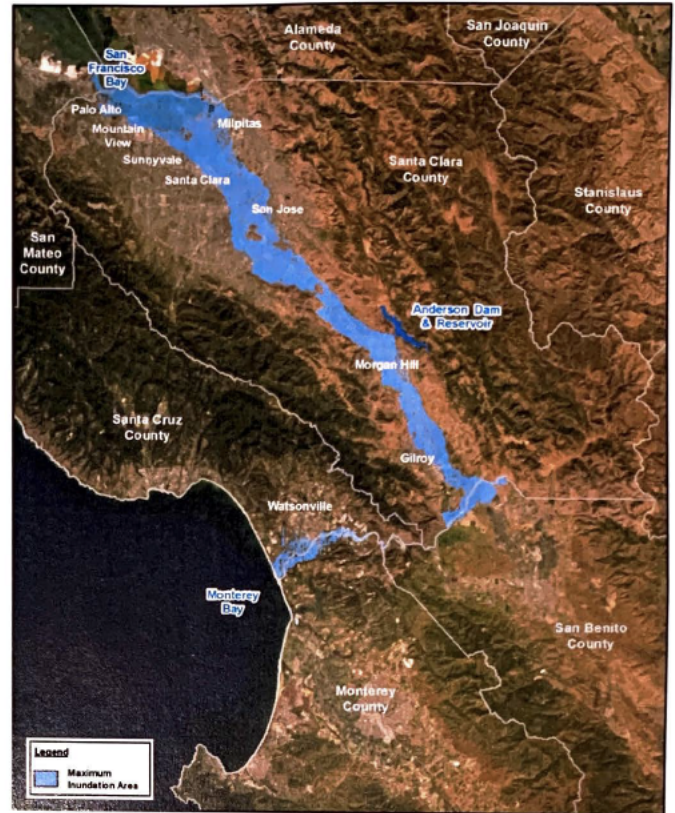 Alameda
County
San Joaquin
County
San
Francisco
Bay
Palo Alto
Mountain
View
Milpitas
Sunnyvale
Santa Clara
Santa Clara
County
Stanislaus
County
San Jose
San
Mateo
County
Anderson Dam
& Reservoir
Morgan Hill
Santa Cruz
County
Gilroy
Watsonville
Monterey
Bay
San Benito
County
Monterey
County
Legend
Maximum
Inundation Area